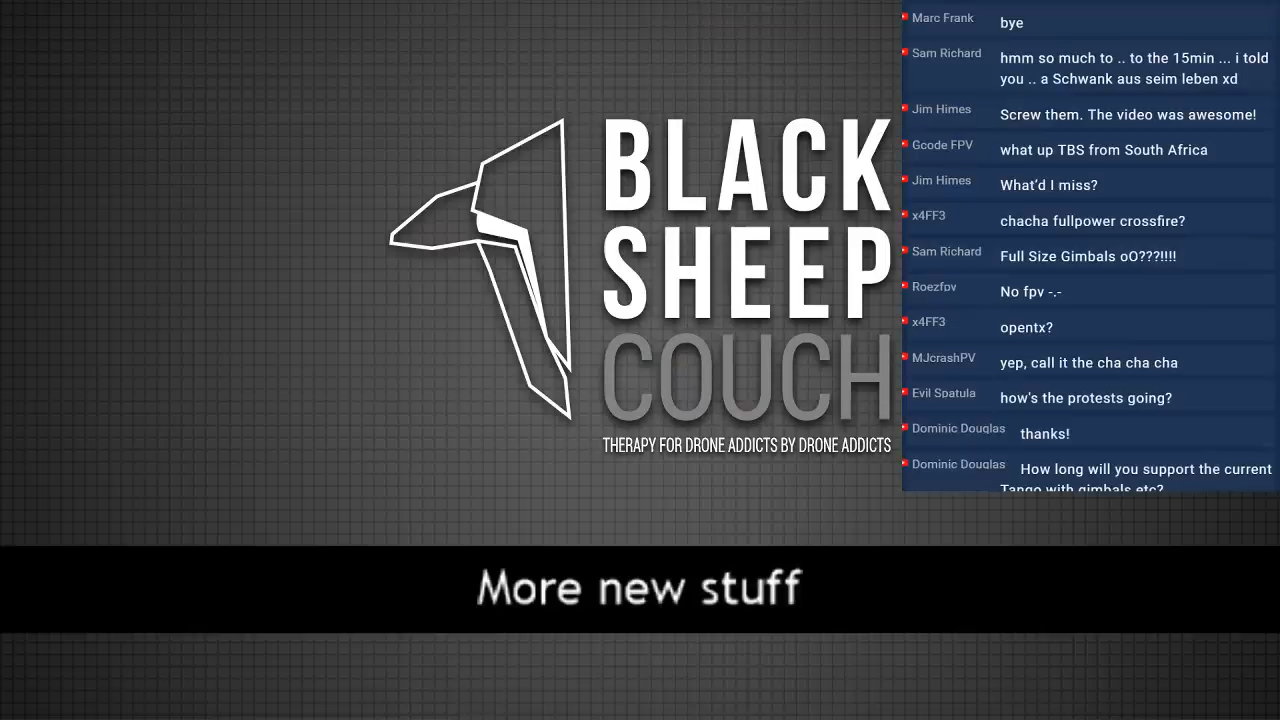 BLACK
SHEEP
COUCH
THERAPY FOR DRONE ADDICTS BY DRONE ADDICTS
Marc Frank bye
Sam Richard hmm so much to .. to the 15min ... i told
you .. a Schwank aus seim leben xd
Jim Himes Screw them. The video was awesome!
Gcode FPV what up TBS from South Africa
Jim Himes What'd I miss?
x4FF3 chacha fullpower crossfire?
Sam Richard Full Size Gimbals oO???!!!!
Roezfpv No fpv -.-
x4FF3 opentx?
MJcrashPV yep, call it the cha cha cha
Evil Spatula how's the protests going?
Dominic Douglas thanks!
Dominic Douglas How long will you support the current
Tango with gimbals etc?
More new stuff